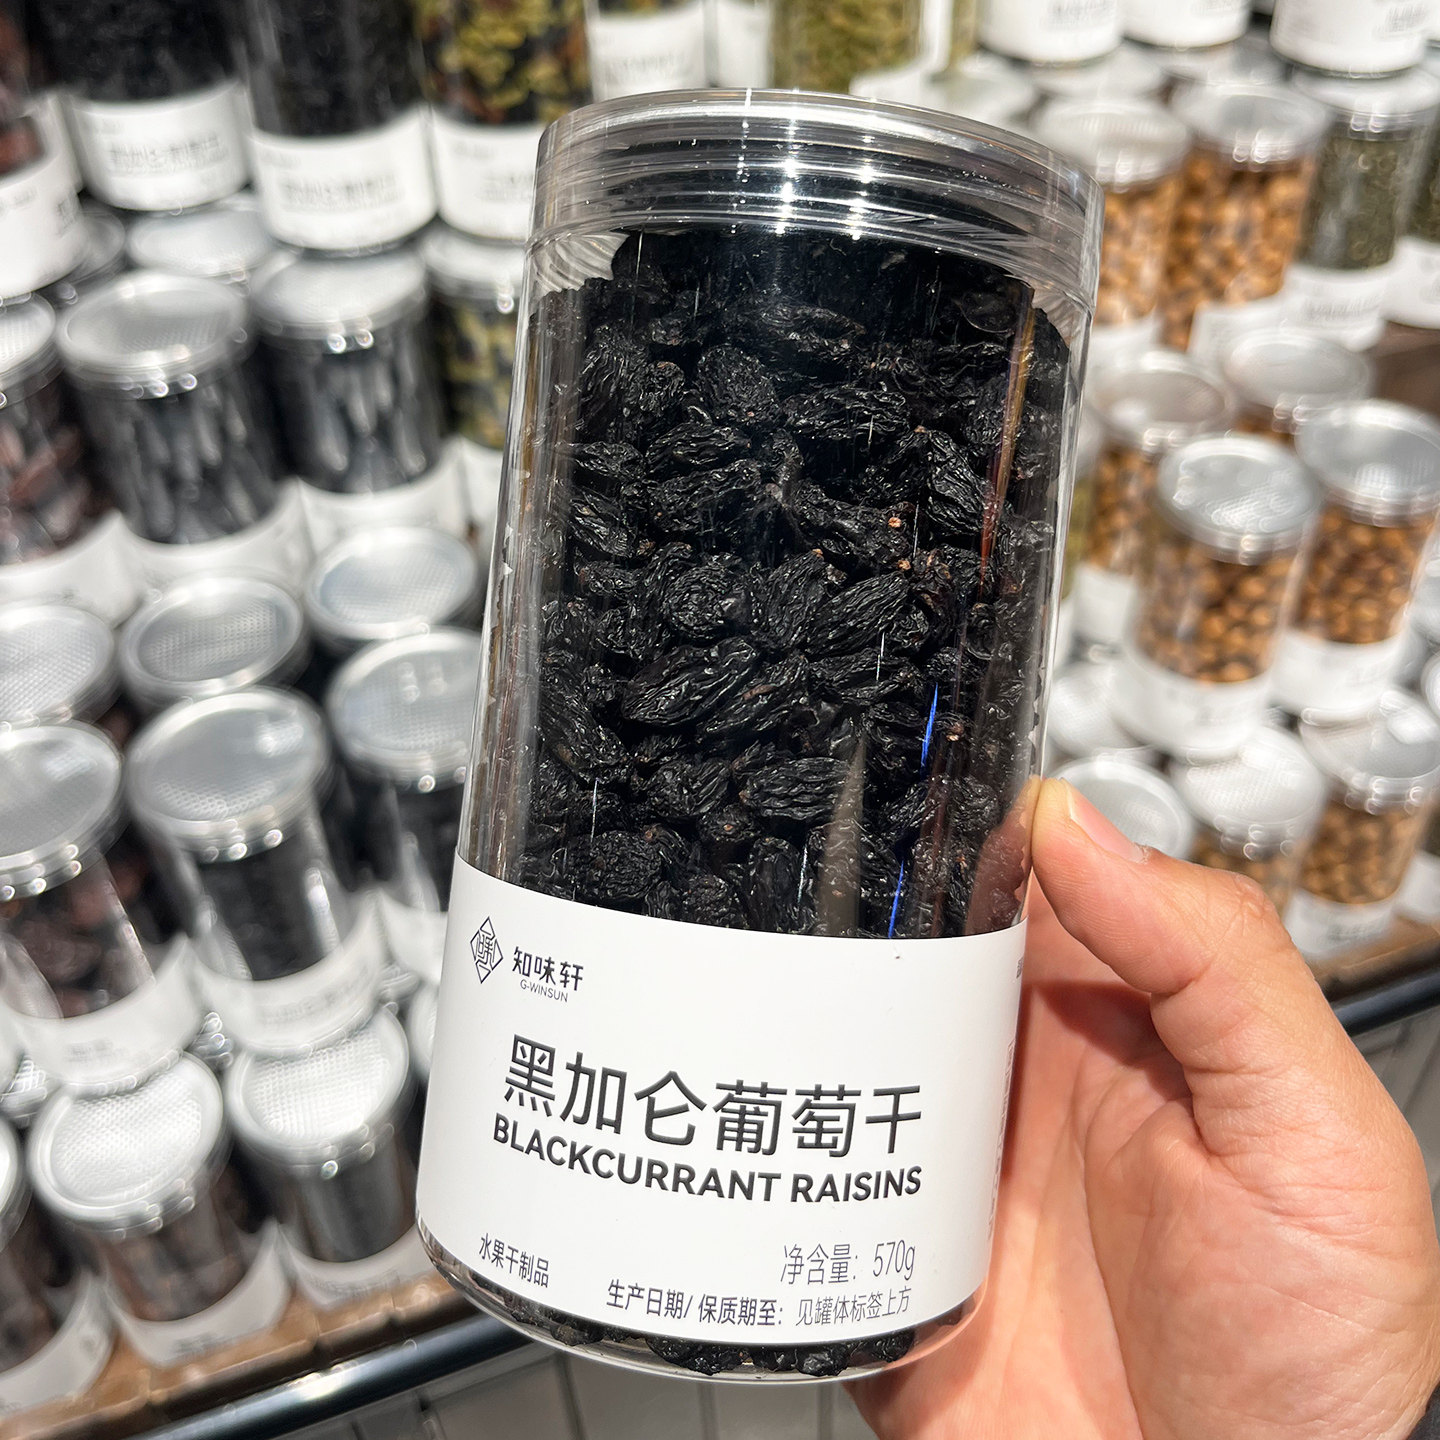 知味轩
G-WINSUN
黑加仑葡萄干
BLACKCURRANT RAISINS
水果干制品
净含量：570g
生产日期/ 保质期至：见罐体标签上方